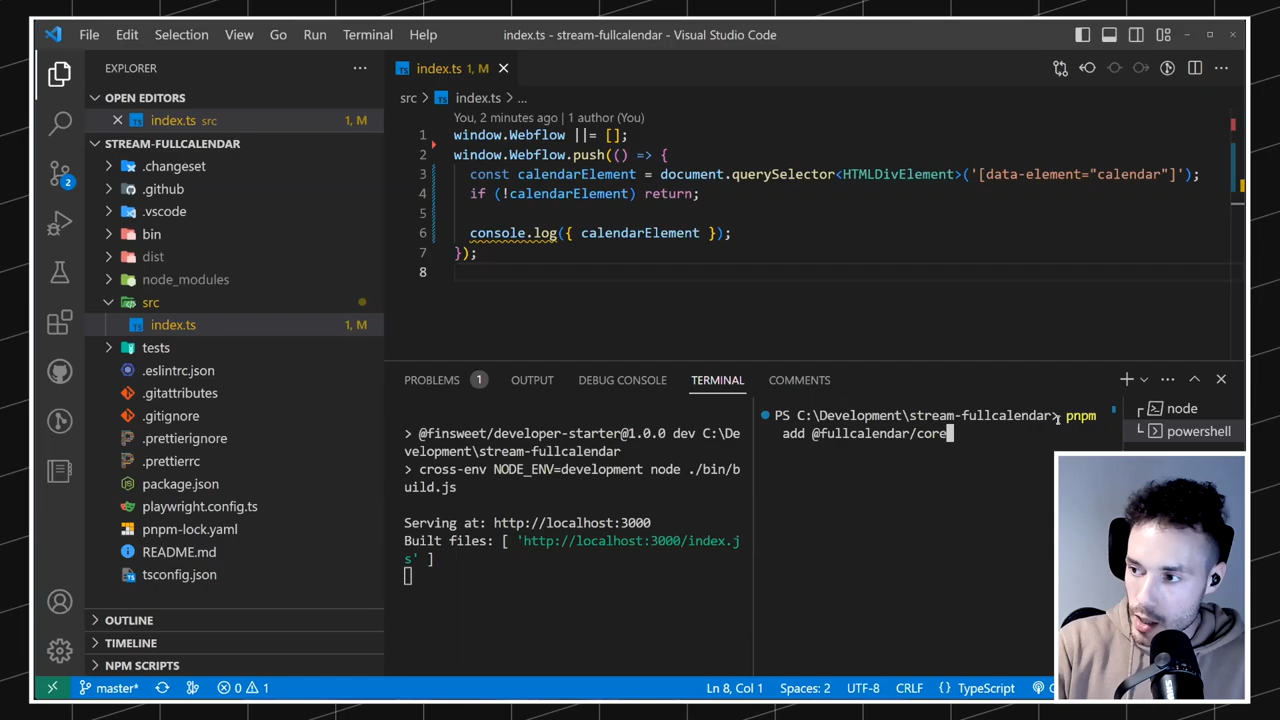 File Edit Selection View Go Run Terminal Help
index.ts - stream-fullcalendar - Visual Studio Code
EXPLORER
OPEN EDITORS
index.ts src 1, M
STREAM-FULLCALENDAR
.changeset
.github
.vscode
bin
dist
node_modules
src
index.ts 1, M
tests
.eslintrc.json
.gitattributes
.gitignore
.prettierignore
.prettierrc
package.json
playwright.config.ts
pnpm-lock.yaml
README.md
tsconfig.json
OUTLINE
TIMELINE
NPM SCRIPTS
2
index.ts 1, M
src > index.ts > ...
You, 2 minutes ago | 1 author (You)
1 window.Webflow ||= [];
2 window.Webflow.push(() => {
3 const calendarElement = document.querySelector<HTMLDivElement>('[data-element="calendar"]');
4 if (!calendarElement) return;
5
6 console.log({ calendarElement });
7 });
8
PROBLEMS 1 OUTPUT DEBUG CONSOLE TERMINAL COMMENTS
> @finsweet/developer-starter@1.0.0 dev C:\De
velopment\stream-fullcalendar
> cross-env NODE_ENV=development node ./bin/b
uild.js
Serving at: http://localhost:3000
Built files: [ 'http://localhost:3000/index.j
s' ]
PS C:\Development\stream-fullcalendar> pnpm
add @fullcalendar/core
node
powershell
master* 0 1 Ln 8, Col 1 Spaces: 2 UTF-8 CRLF {} TypeScript